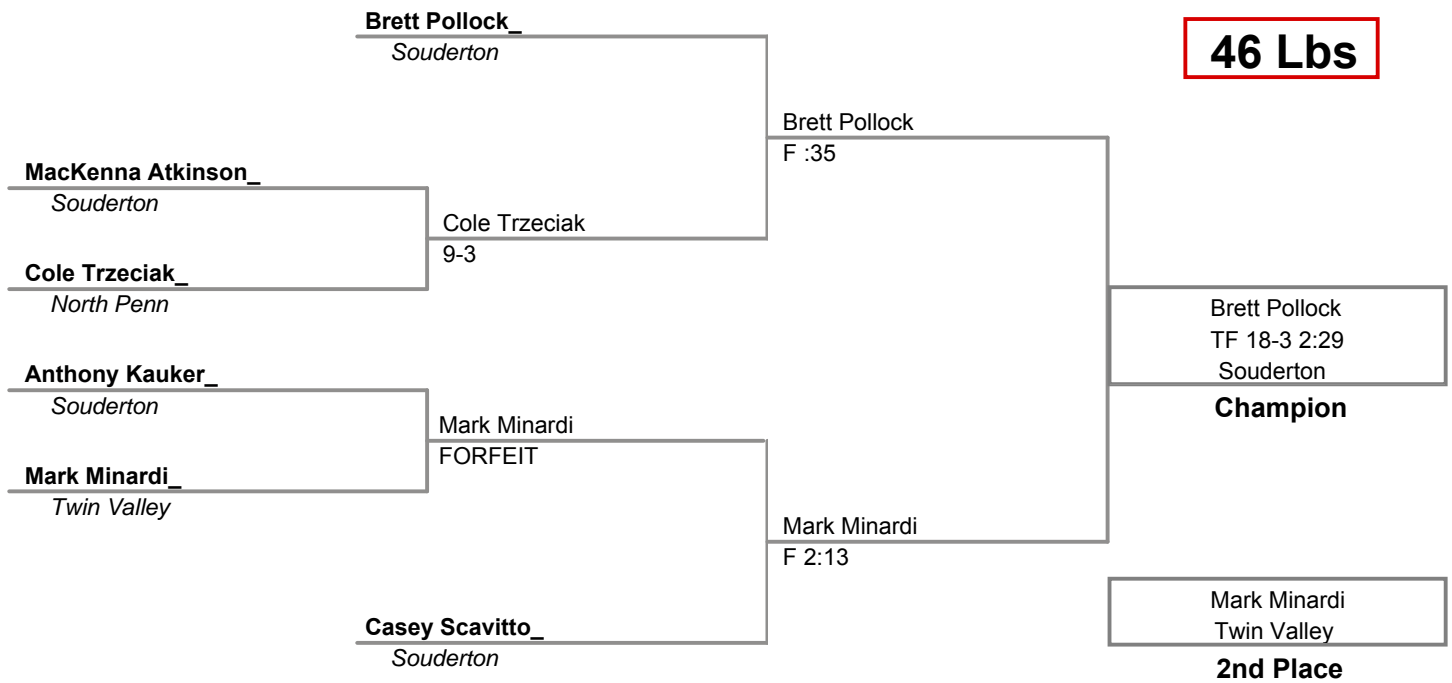 Brett Pollock_
Souderton
46 Lbs
Brett Pollock
F :35
MacKenna Atkinson_
Souderton
Cole Trzeciak
9-3
Cole Trzeciak_
North Penn
Brett Pollock
TF 18-3 2:29
Souderton
Champion
Anthony Kauker_
Souderton
Mark Minardi
FORFEIT
Mark Minardi_
Twin Valley
Mark Minardi
F 2:13
Casey Scavitto_
Souderton
Mark Minardi
Twin Valley
2nd Place